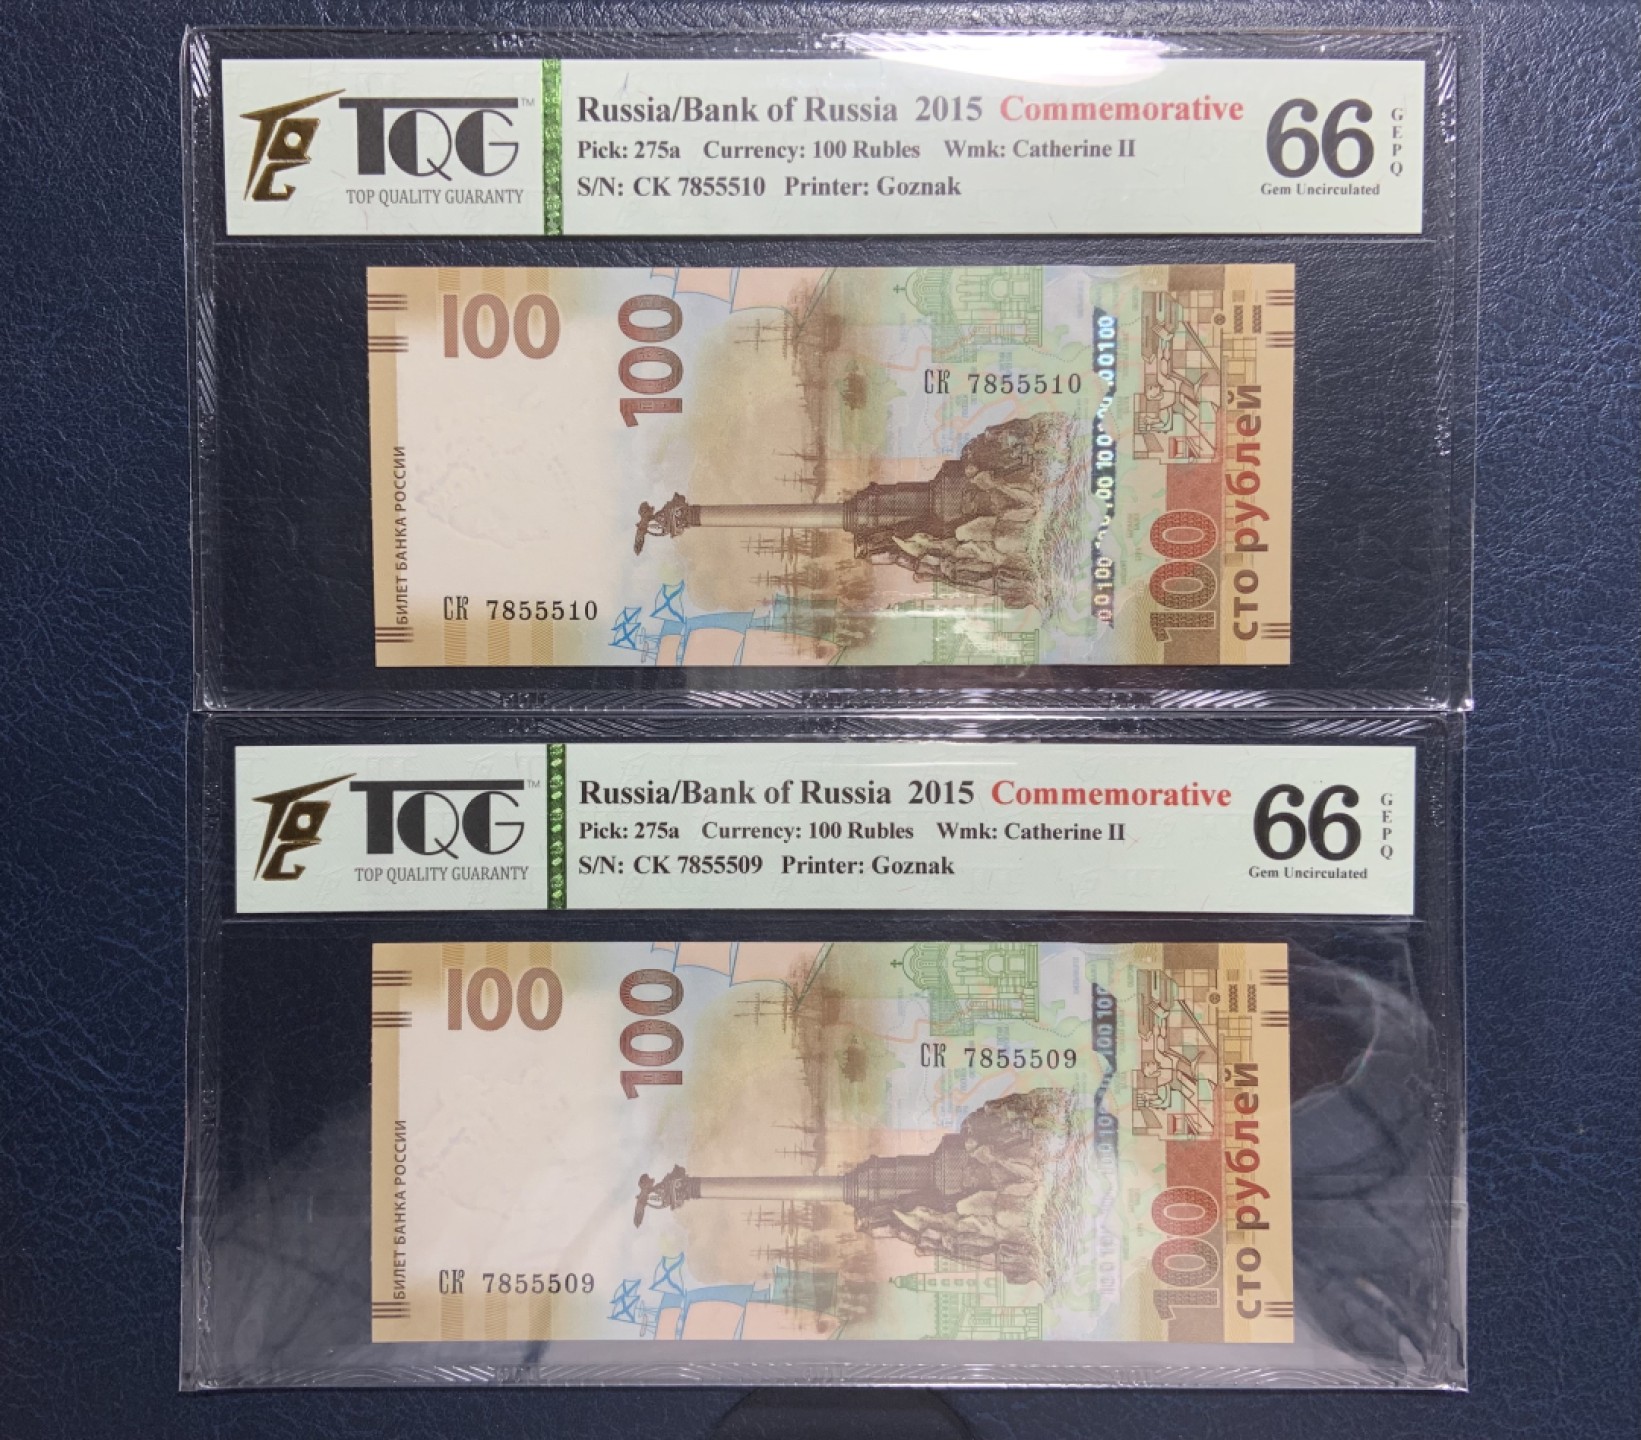 TQG™
TOP QUALITY GUARANTY
Russia/Bank of Russia 2015 Commemorative
Pick: 275a Currency: 100 Rubles Wmk: Catherine II
S/N: CK 7855510 Printer: Goznak
66
GEPQ
Gem Uncirculated
100
100
СК 7855510
БИЛЕТ БАНКА РОССИИ
СК 7855510
100
сто рублей
TQG™
TOP QUALITY GUARANTY
Russia/Bank of Russia 2015 Commemorative
Pick: 275a Currency: 100 Rubles Wmk: Catherine II
S/N: CK 7855509 Printer: Goznak
66
GEPQ
Gem Uncirculated
100
100
СК 7855509
БИЛЕТ БАНКА РОССИИ
СК 7855509
100
сто рублей